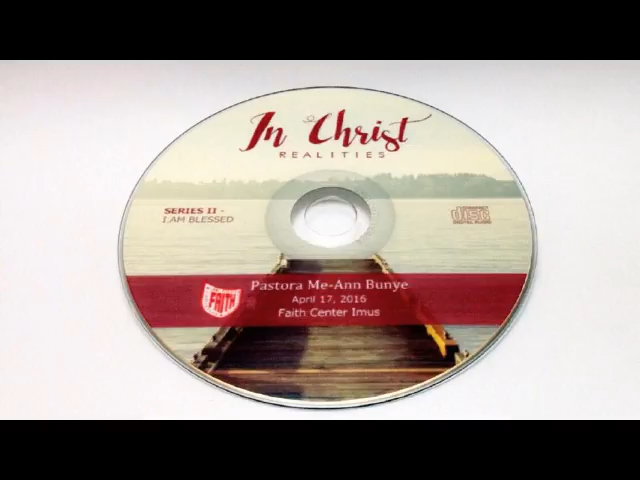 In Christ
REALITIES
SERIES II -
I AM BLESSED
disc
DIGITAL AUDIO
FAITH
Pastora Me-Ann Bunye
April 17, 2016
Faith Center Imus